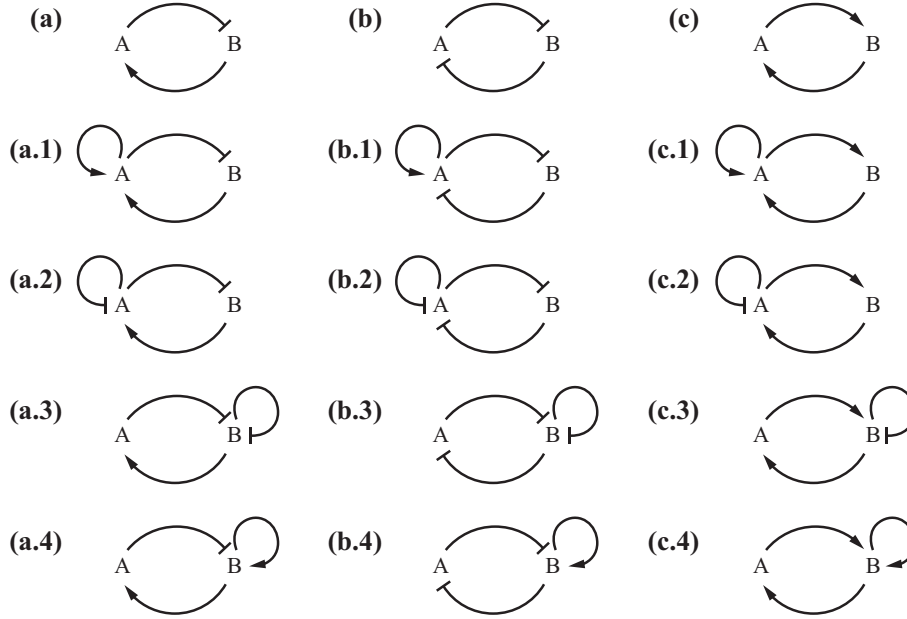 (a) (b) (c)
A B A B A B
(a.1) (b.1) (c.1)
A B A B A B
(a.2) (b.2) (c.2)
A B A B A B
(a.3) (b.3) (c.3)
A B A B A B
(a.4) (b.4) (c.4)
A B A B A B